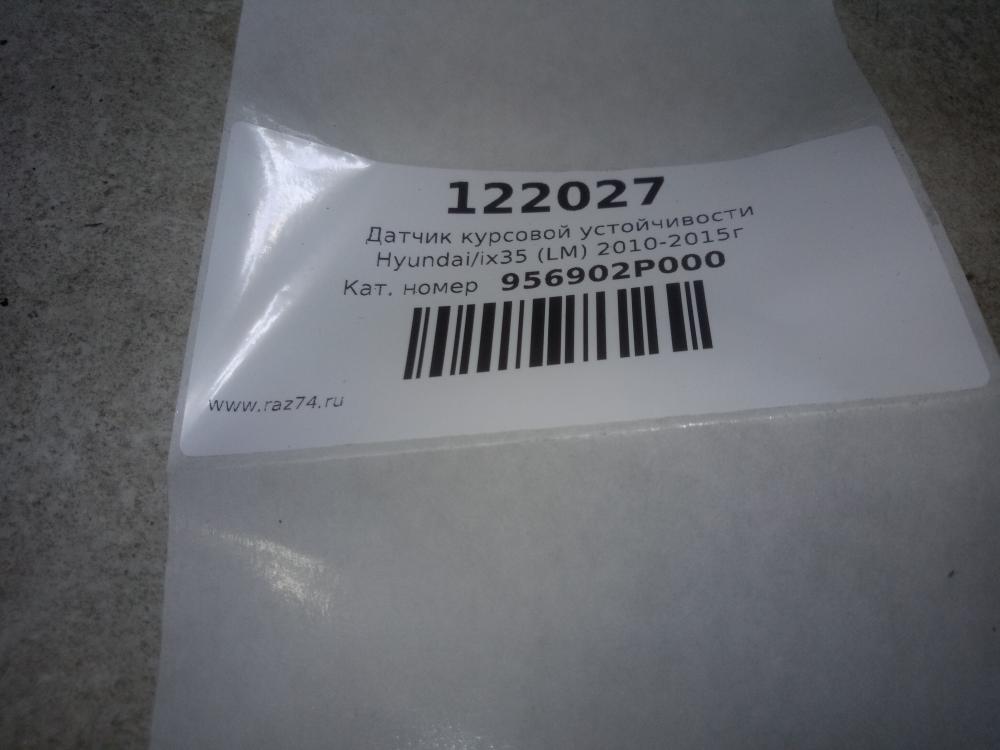 122027
Датчик курсовой устойчивости
Hyundai/ix35 (LM) 2010-2015г
Кат. номер 956902P000
www.raz74.ru